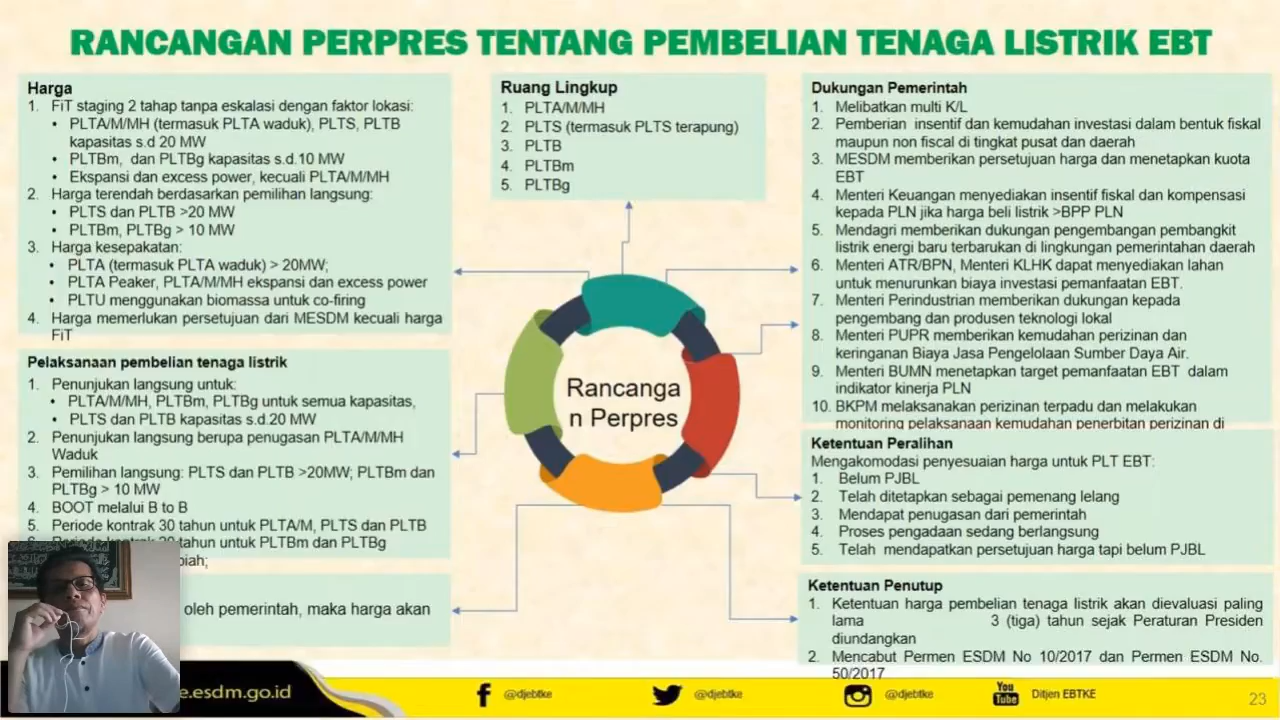 RANCANGAN PERPRES TENTANG PEMBELIAN TENAGA LISTRIK EBT
Harga
1. FiT staging 2 tahap tanpa eskalasi dengan faktor lokasi:
• PLTA/M/MH (termasuk PLTA waduk), PLTS, PLTB
kapasitas s.d 20 MW
• PLTBm, dan PLTBg kapasitas s.d.10 MW
• Ekspansi dan excess power, kecuali PLTA/M/MH
2. Harga terendah berdasarkan pemilihan langsung:
• PLTS dan PLTB >20 MW
• PLTBm, PLTBg > 10 MW
3. Harga kesepakatan:
• PLTA (termasuk PLTA waduk) > 20MW;
• PLTA Peaker, PLTA/M/MH ekspansi dan excess power
• PLTU menggunakan biomassa untuk co-firing
4. Harga memerlukan persetujuan dari MESDM kecuali harga
FiT
Pelaksanaan pembelian tenaga listrik
1. Penunjukan langsung untuk:
• PLTA/M/MH, PLTBm, PLTBg untuk semua kapasitas,
• PLTS dan PLTB kapasitas s.d.20 MW
2. Penunjukan langsung berupa penugasan PLTA/M/MH
Waduk
3. Pemilihan langsung: PLTS dan PLTB >20MW; PLTBm dan
PLTBg > 10 MW
4. BOOT melalui B to B
5. Periode kontrak 30 tahun untuk PLTA/M, PLTS dan PLTB
tahun untuk PLTBm dan PLTBg
oleh pemerintah, maka harga akan
Ruang Lingkup
1. PLTA/M/MH
2. PLTS (termasuk PLTS terapung)
3. PLTB
4. PLTBm
5. PLTBg
Rancanga
n Perpres
Dukungan Pemerintah
1. Melibatkan multi K/L
2. Pemberian insentif dan kemudahan investasi dalam bentuk fiskal
maupun non fiscal di tingkat pusat dan daerah
3. MESDM memberikan persetujuan harga dan menetapkan kuota
EBT
4. Menteri Keuangan menyediakan insentif fiskal dan kompensasi
kepada PLN jika harga beli listrik >BPP PLN
5. Mendagri memberikan dukungan pengembangan pembangkit
listrik energi baru terbarukan di lingkungan pemerintahan daerah
6. Menteri ATR/BPN, Menteri KLHK dapat menyediakan lahan
untuk menurunkan biaya investasi pemanfaatan EBT.
7. Menteri Perindustrian memberikan dukungan kepada
pengembang dan produsen teknologi lokal
8. Menteri PUPR memberikan kemudahan perizinan dan
keringanan Biaya Jasa Pengelolaan Sumber Daya Air.
9. Menteri BUMN menetapkan target pemanfaatan EBT dalam
indikator kinerja PLN
10. BKPM melaksanakan perizinan terpadu dan melakukan
monitoring pelaksanaan kemudahan penerbitan perizinan di
Ketentuan Peralihan
Mengakomodasi penyesuaian harga untuk PLT EBT:
1. Belum PJBL
2. Telah ditetapkan sebagai pemenang lelang
3. Mendapat penugasan dari pemerintah
4. Proses pengadaan sedang berlangsung
5. Telah mendapatkan persetujuan harga tapi belum PJBL
Ketentuan Penutup
1. Ketentuan harga pembelian tenaga listrik akan dievaluasi paling
lama 3 (tiga) tahun sejak Peraturan Presiden
diundangkan
2. Mencabut Permen ESDM No 10/2017 dan Permen ESDM No.
50/2017
e.esdm.go.id
@djebtke
@djebtke
@djebtke
You
Tube
Ditjen EBTKE
23